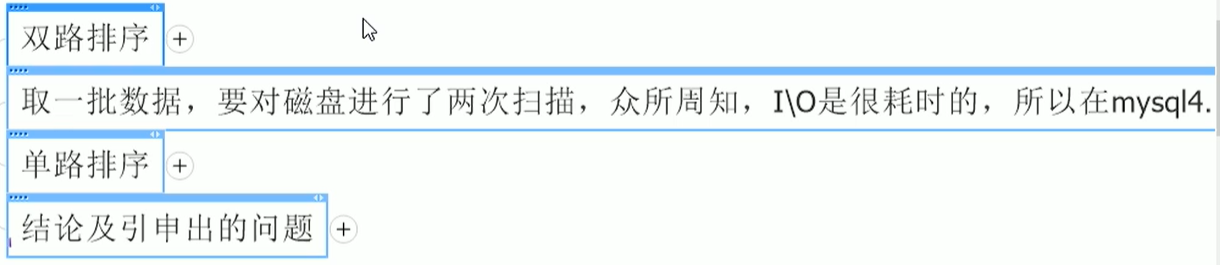 双路排序
取一批数据，要对磁盘进行了两次扫描，众所周知，I\O是很耗时的，所以在mysql4.
单路排序
结论及引申出的问题